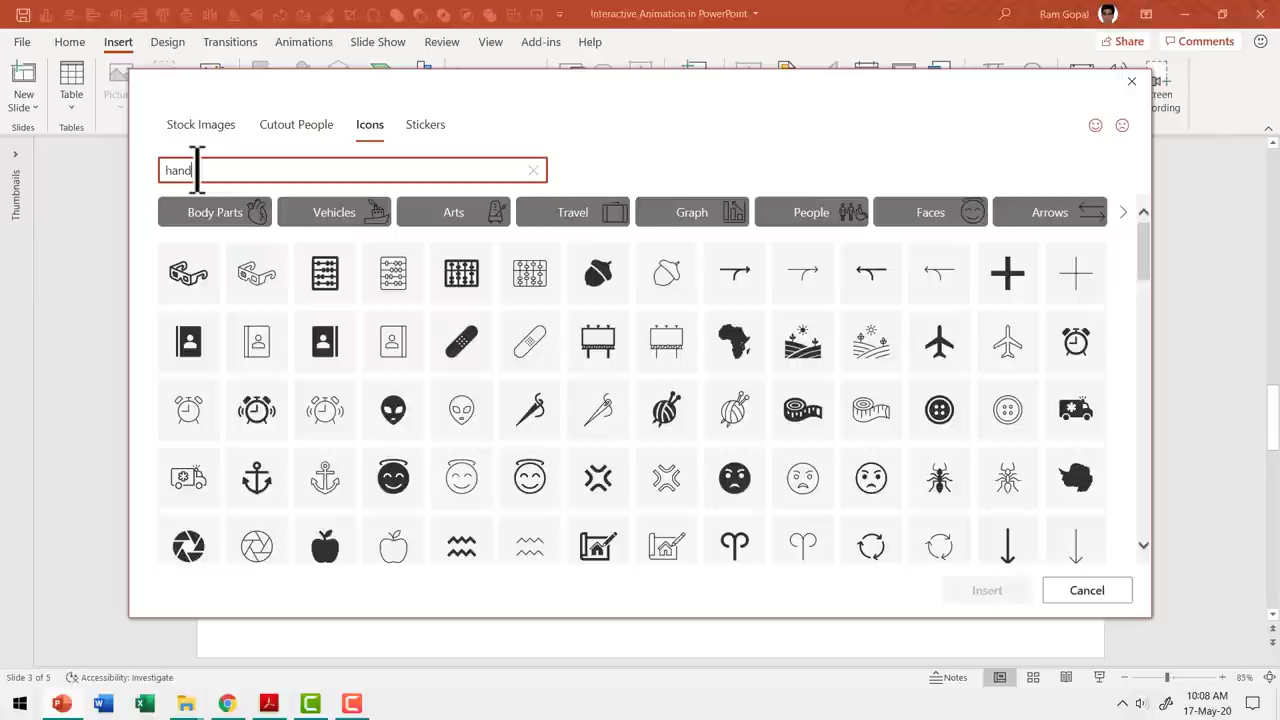 Interactive Animation in PowerPoint
Ram Gopal
File Home Insert Design Transitions Animations Slide Show Review View Add-ins Help
Share Comments
New Slide
Table
Slides
Tables
Stock Images Cutout People Icons Stickers
hand
Body Parts Vehicles Arts Travel Graph People Faces Arrows
Thumbnails
Insert Cancel
Slide 3 of 5 Accessibility: Investigate Notes 85%
10:08 AM
17-May-20